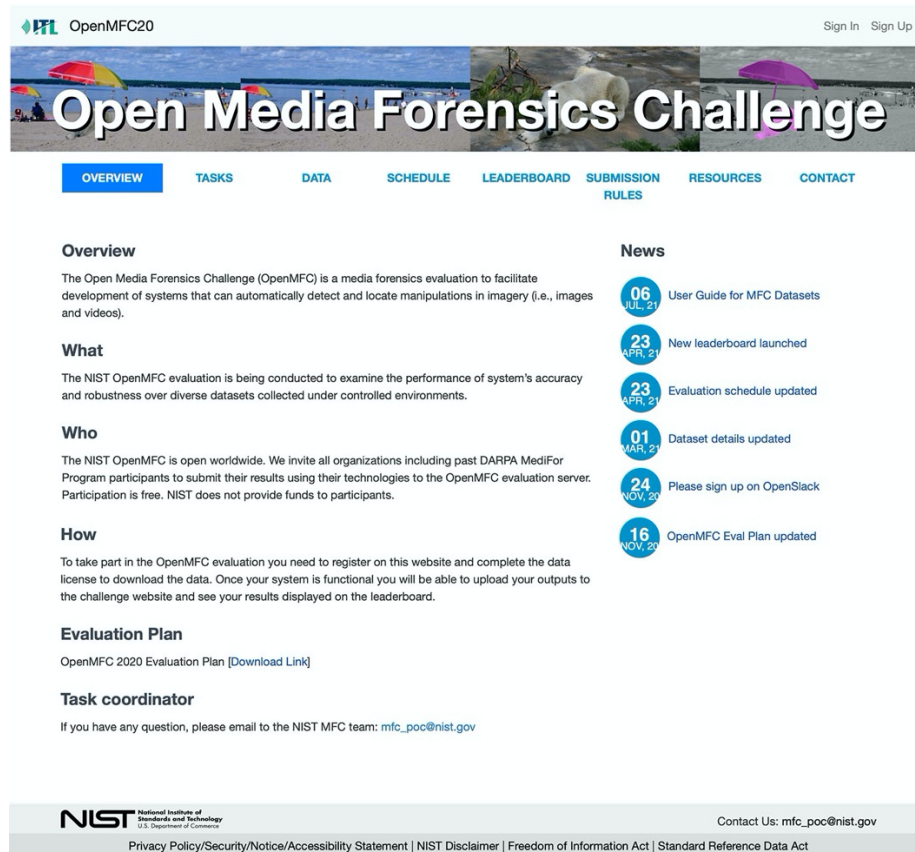 ITL OpenMFC20
Sign In Sign Up
Open Media Forensics Challenge
OVERVIEW TASKS DATA SCHEDULE LEADERBOARD SUBMISSION RULES RESOURCES CONTACT
Overview
The Open Media Forensics Challenge (OpenMFC) is a media forensics evaluation to facilitate
development of systems that can automatically detect and locate manipulations in imagery (i.e., images
and videos).
What
The NIST OpenMFC evaluation is being conducted to examine the performance of system's accuracy
and robustness over diverse datasets collected under controlled environments.
Who
The NIST OpenMFC is open worldwide. We invite all organizations including past DARPA MediFor
Program participants to submit their results using their technologies to the OpenMFC evaluation server.
Participation is free. NIST does not provide funds to participants.
How
To take part in the OpenMFC evaluation you need to register on this website and complete the data
license to download the data. Once your system is functional you will be able to upload your outputs to
the challenge website and see your results displayed on the leaderboard.
Evaluation Plan
OpenMFC 2020 Evaluation Plan [Download Link]
Task coordinator
If you have any question, please email to the NIST MFC team: mfc_poc@nist.gov
News
06
JUL, 21
User Guide for MFC Datasets
23
APR, 21
New leaderboard launched
23
APR, 21
Evaluation schedule updated
01
MAR, 21
Dataset details updated
24
NOV, 20
Please sign up on OpenSlack
16
NOV, 20
OpenMFC Eval Plan updated
NIST
National Institute of
Standards and Technology
U.S. Department of Commerce
Contact Us: mfc_poc@nist.gov
Privacy Policy/Security/Notice/Accessibility Statement | NIST Disclaimer | Freedom of Information Act | Standard Reference Data Act